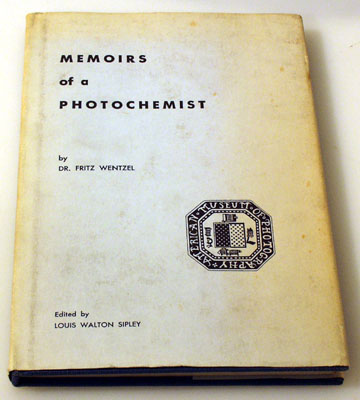 MEMOIRS
of a
PHOTOCHEMIST
by
DR. FRITZ WENTZEL
AMERICAN MUSEUM OF PHOTOGRAPHY
Edited by
LOUIS WALTON SIPLEY